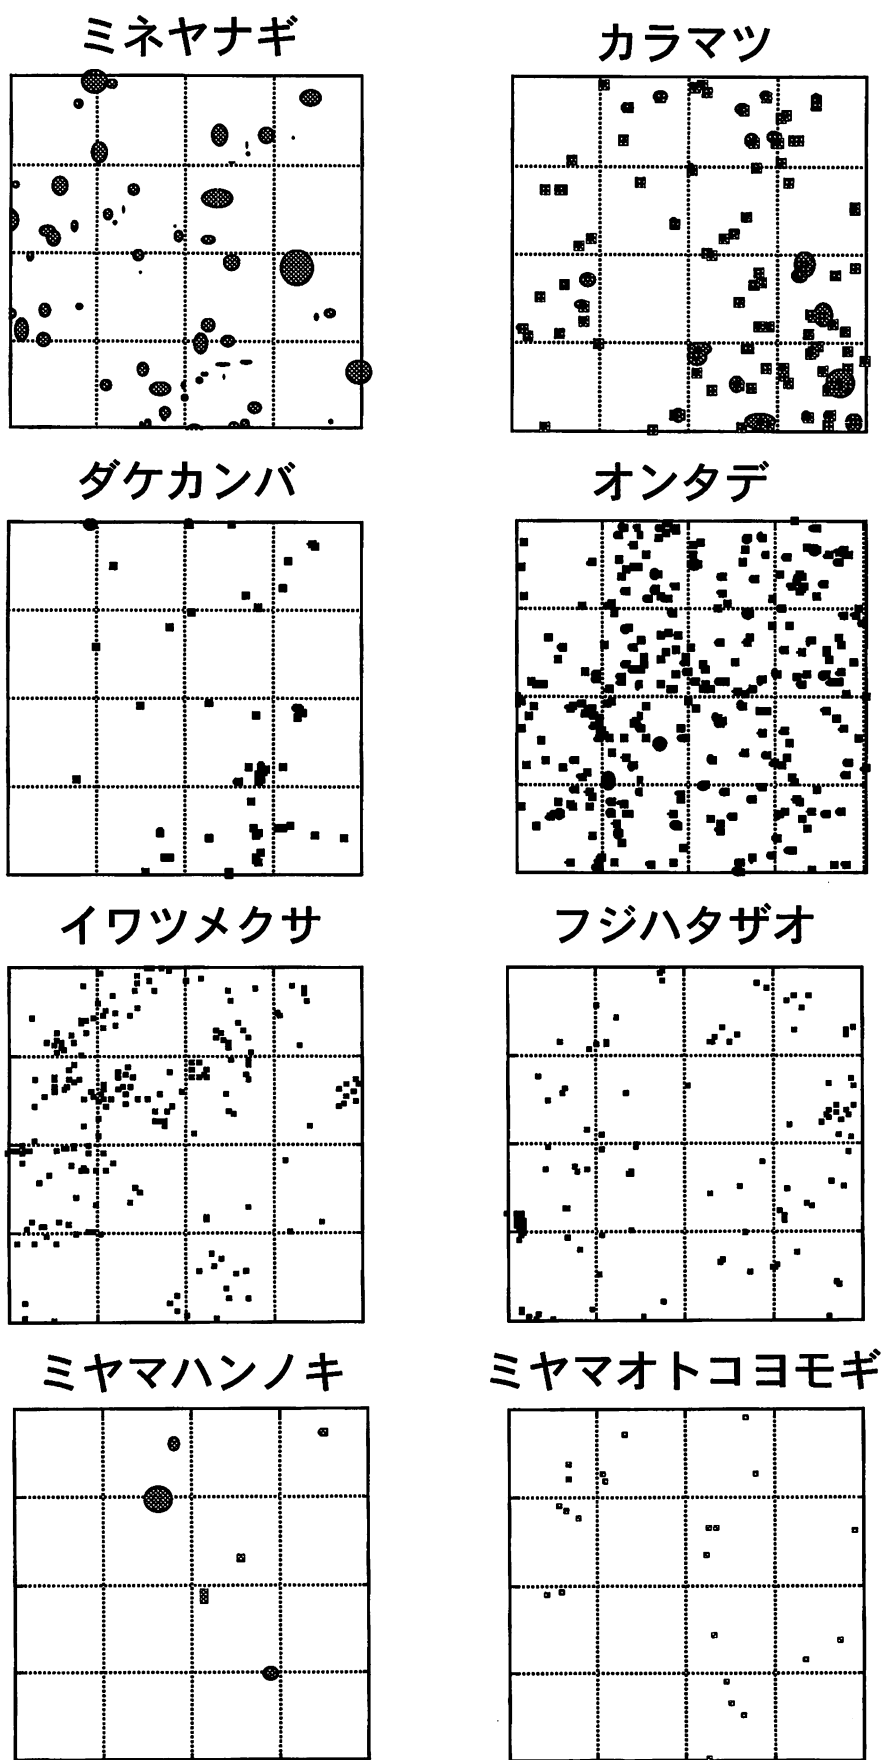 ミネヤナギ
カラマツ
ダケカンバ
オンタデ
イワツメクサ
フジハタザオ
ミヤマハンノキ
ミヤマオトコヨモギ